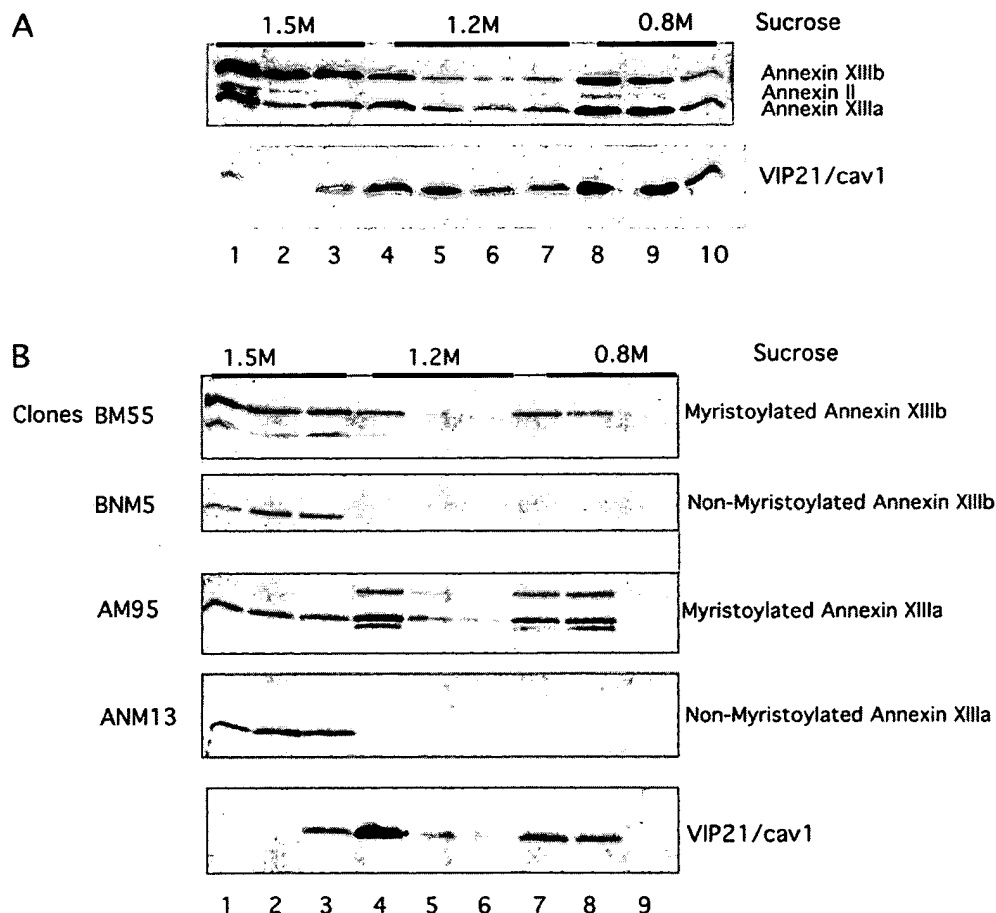 A
1.5M 1.2M 0.8M Sucrose
Annexin XIIIb
Annexin II
Annexin XIIIa
VIP21/cav1
1 2 3 4 5 6 7 8 9 10
B
1.5M 1.2M 0.8M Sucrose
Clones BM55 Myristoylated Annexin XIIIb
BNM5 Non-Myristoylated Annexin XIIIb
AM95 Myristoylated Annexin XIIIa
ANM13 Non-Myristoylated Annexin XIIIa
VIP21/cav1
1 2 3 4 5 6 7 8 9